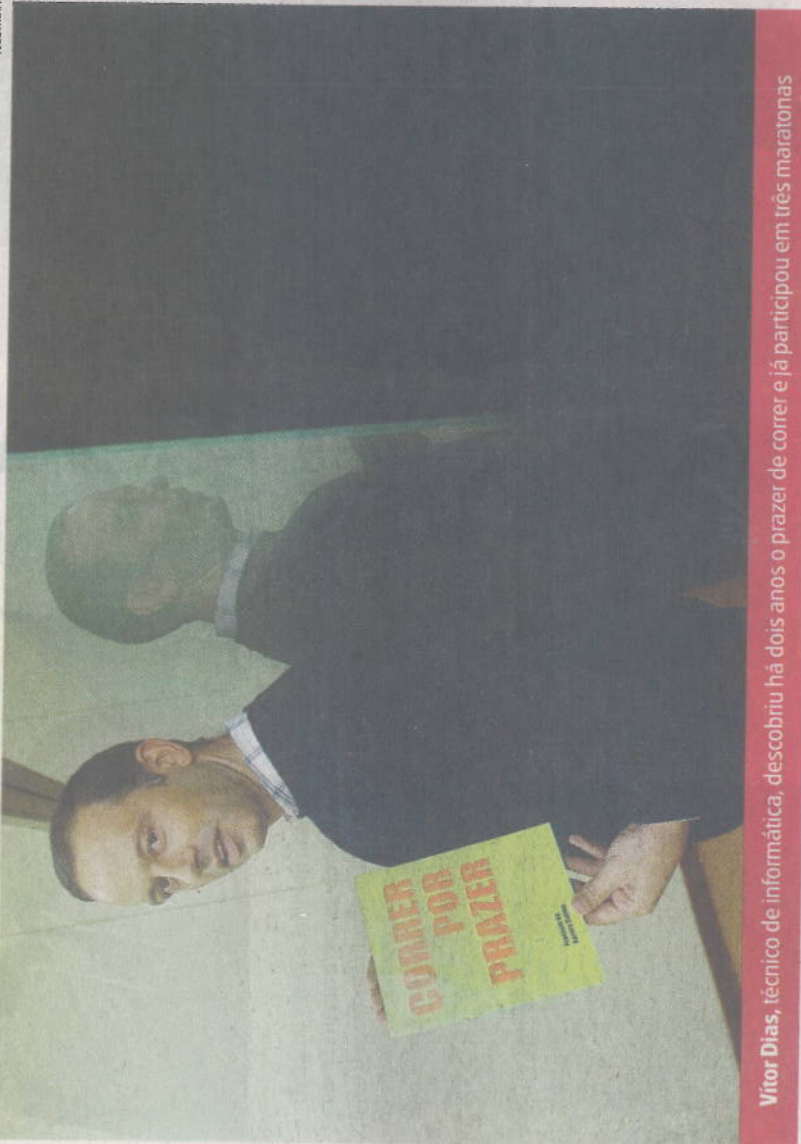 CORRER
POR
PRAZER
Vítor Dias, técnico de informática, descobriu há dois anos o prazer de correr e já participou em três maratonas